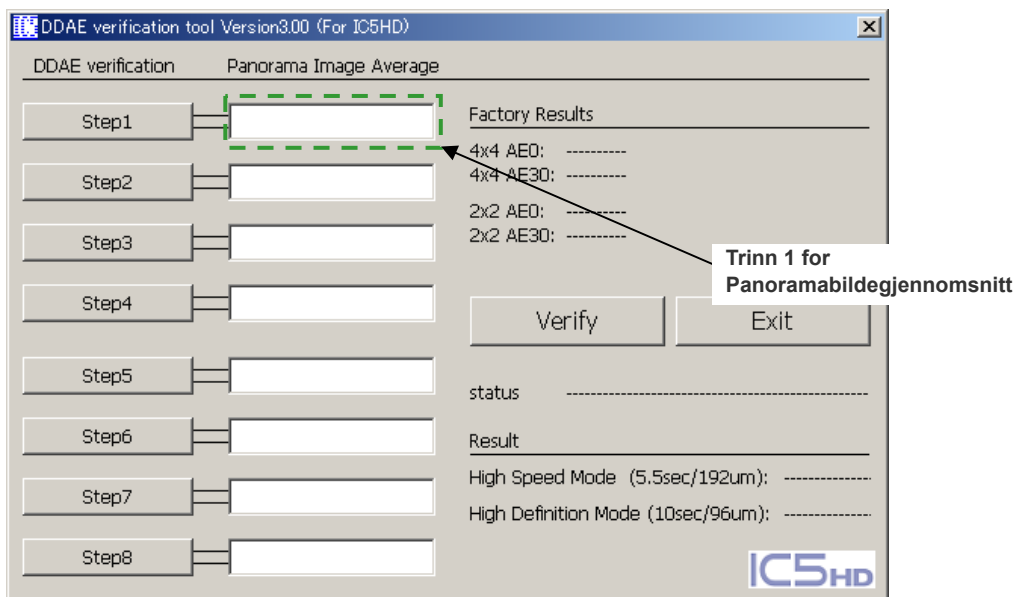 DDAE verification tool Version3.00 (For IC5HD)
DDAE verification Panorama Image Average
Step1
Step2
Step3
Step4
Step5
Step6
Step7
Step8
Factory Results
4x4 AE0: ----------
4x4 AE30: ----------
2x2 AE0: ----------
2x2 AE30: ----------
Trinn 1 for
Panoramabildegjennomsnitt
Verify Exit
status --------------------------------------------------
Result
High Speed Mode (5.5sec/192um): ---------------
High Definition Mode (10sec/96um): ---------------
IC5HD